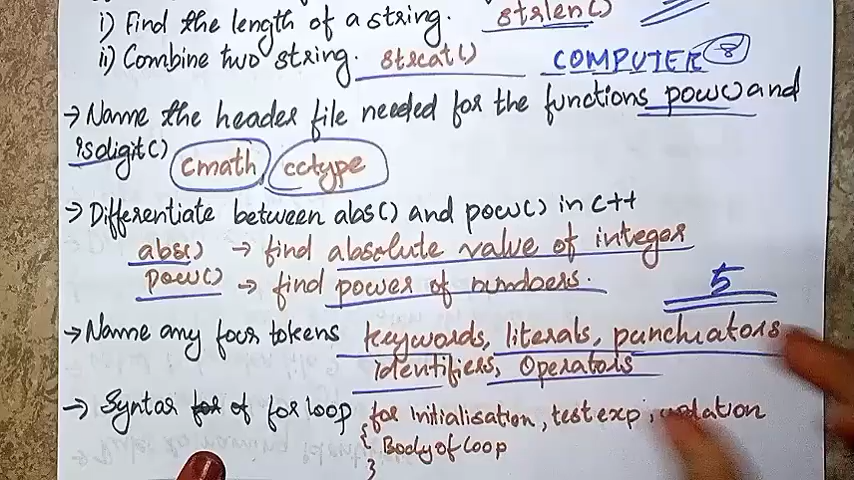 i) Find the length of a string. strlen()
ii) Combine two string. strcat() COMPUTER 8
→ Name the header file needed for the functions pow() and
isdigit() cmath, cctype
→ Differentiate between abs() and pow() in C++
abs() → find absolute value of integer
pow() → find power of numbers.
5
→ Name any four tokens keywords, literals, punctuators
identifiers, Operators
→ Syntax for of for loop for initialisation, test exp;
{ Body of loop
}